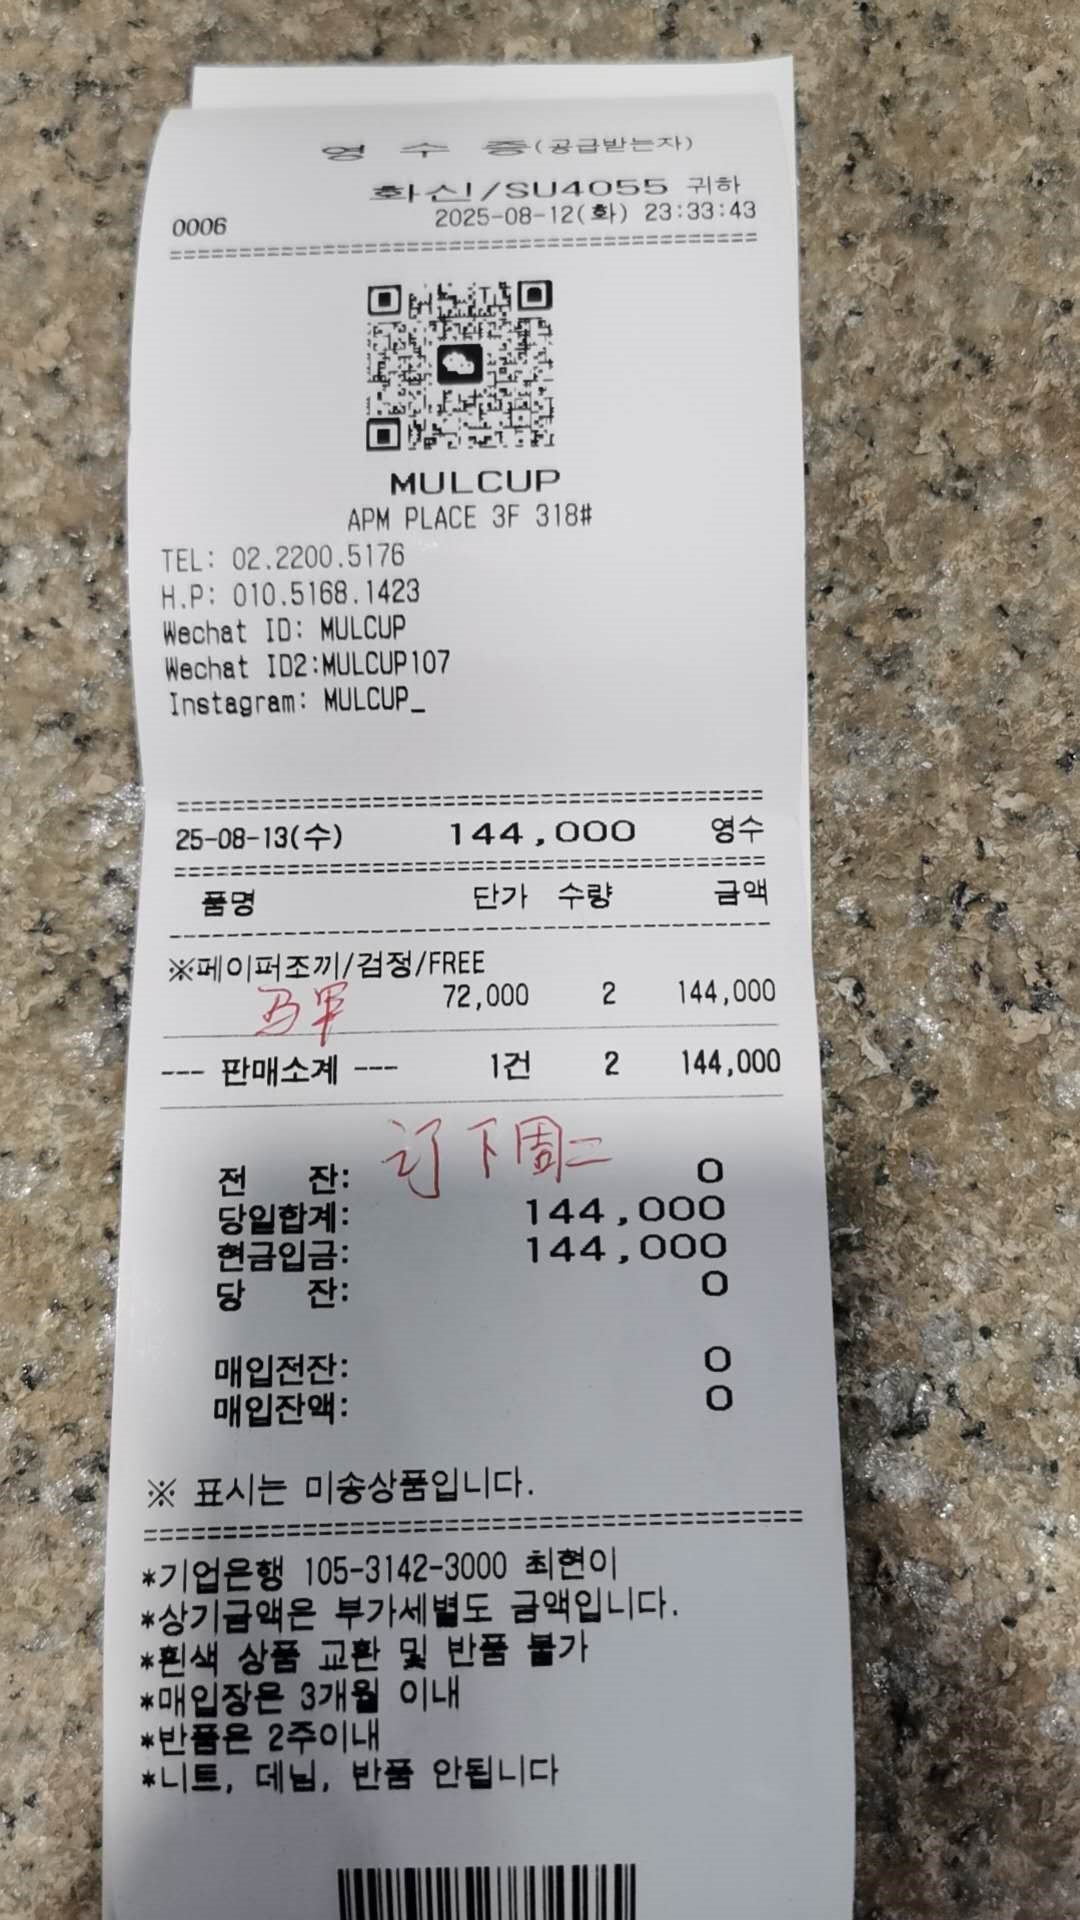 영 수 증(공급받는자)
화신/SU4055 귀하
0006 2025-08-12(화) 23:33:43
MULCUP
APM PLACE 3F 318#
TEL: 02.2200.5176
H.P: 010.5168.1423
Wechat ID: MULCUP
Wechat ID2:MULCUP107
Instagram: MULCUP_
25-08-13(수) 144,000 영수
품명 단가 수량 금액
※페이퍼조끼/검정/FREE
72,000 2 144,000
--- 판매소계 --- 1건 2 144,000
订下周二
전 잔: 0
당일합계: 144,000
현금입금: 144,000
당 잔: 0
매입전잔: 0
매입잔액: 0
※ 표시는 미송상품입니다.
*기업은행 105-3142-3000 최현이
*상기금액은 부가세별도 금액입니다.
*흰색 상품 교환 및 반품 불가
*매입장은 3개월 이내
*반품은 2주이내
*니트, 데님, 반품 안됩니다